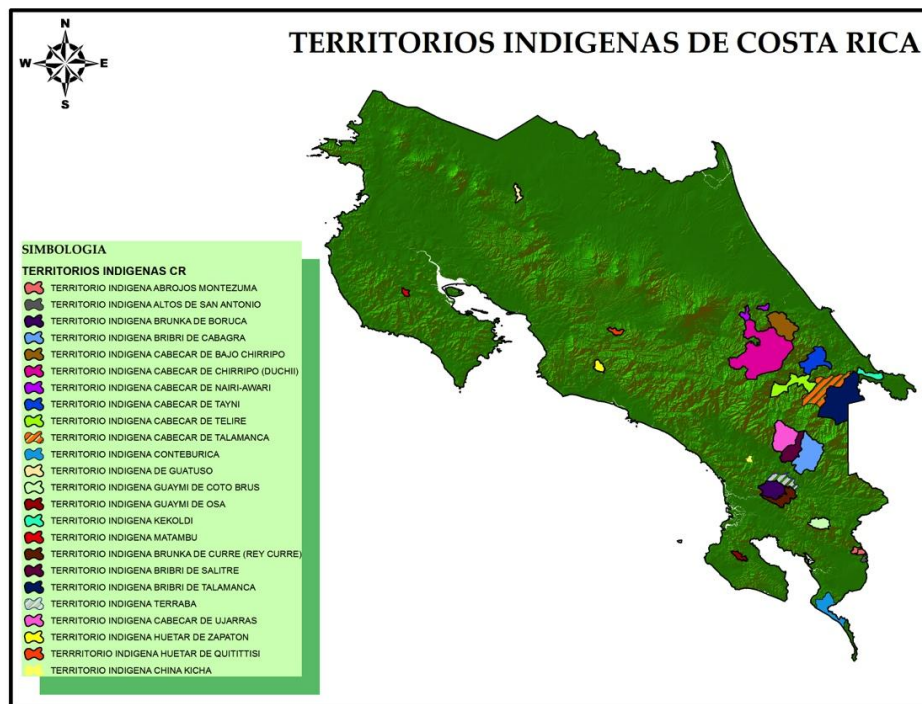 N
TERRITORIOS INDIGENAS DE COSTA RICA
W E
S
SIMBOLOGIA
TERRITORIOS INDIGENAS CR
TERRITORIO INDIGENA ABROJOS MONTEZUMA
TERRITORIO INDIGENA ALTOS DE SAN ANTONIO
TERRITORIO INDIGENA BRUNKA DE BORUCA
TERRITORIO INDIGENA BRIBRI DE CABAGRA
TERRITORIO INDIGENA CABECAR DE BAJO CHIRRIPO
TERRITORIO INDIGENA CABECAR DE CHIRRIPO (DUCHII)
TERRITORIO INDIGENA CABECAR DE NAIRI-AWARI
TERRITORIO INDIGENA CABECAR DE TAYNI
TERRITORIO INDIGENA CABECAR DE TELIRE
TERRITORIO INDIGENA CABECAR DE TALAMANCA
TERRITORIO INDIGENA CONTEBURICA
TERRITORIO INDIGENA DE GUATUSO
TERRITORIO INDIGENA GUAYMI DE COTO BRUS
TERRITORIO INDIGENA GUAYMI DE OSA
TERRITORIO INDIGENA KEKOLDI
TERRITORIO INDIGENA MATAMBU
TERRITORIO INDIGENA BRUNKA DE CURRE (REY CURRE)
TERRITORIO INDIGENA BRIBRI DE SALITRE
TERRITORIO INDIGENA BRIBRI DE TALAMANCA
TERRITORIO INDIGENA TERRABA
TERRITORIO INDIGENA CABECAR DE UJARRAS
TERRITORIO INDIGENA HUETAR DE ZAPATON
TERRRITORIO INDIGENA HUETAR DE QUITITTISI
TERRITORIO INDIGENA CHINA KICHA